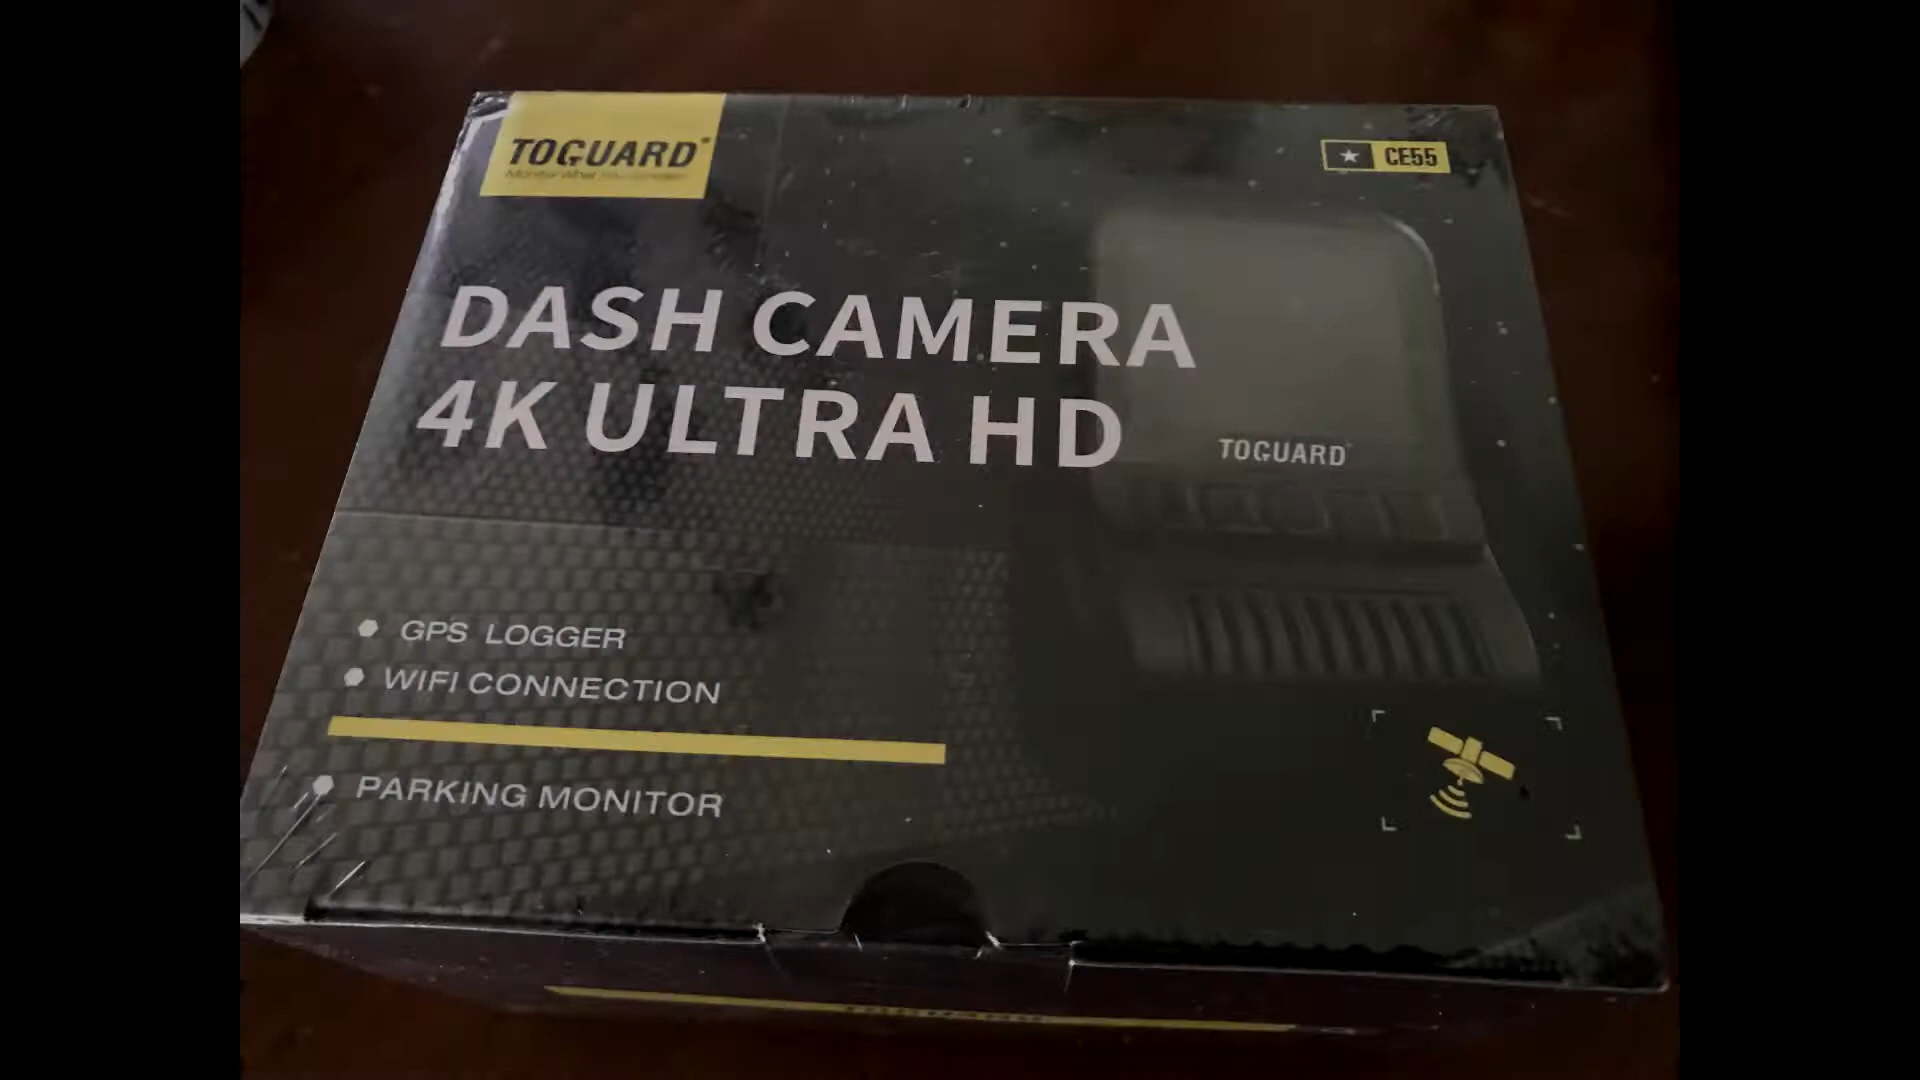 TOGUARD
CE55
DASH CAMERA
4K ULTRA HD
TOGUARD
GPS LOGGER
WIFI CONNECTION
PARKING MONITOR